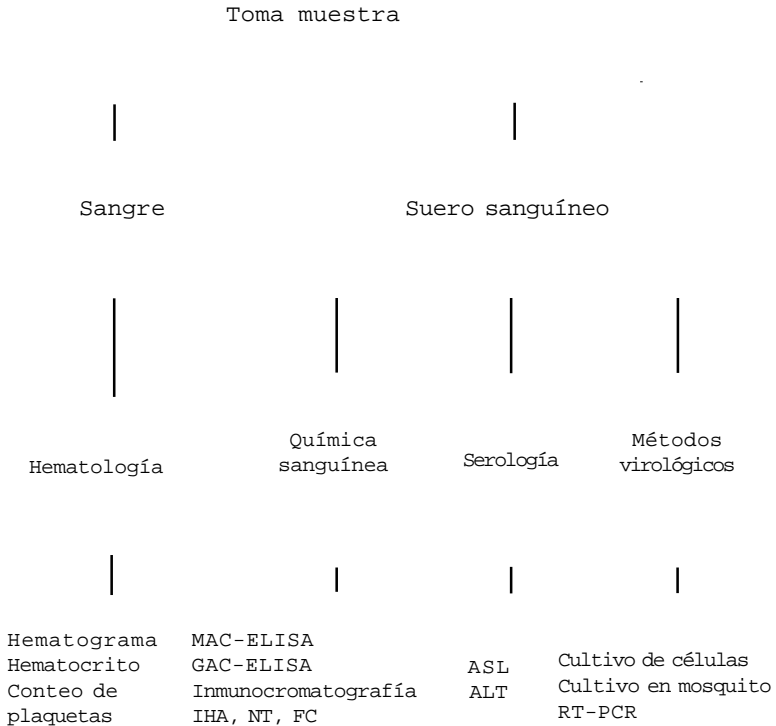 Toma muestra
Sangre
Suero sanguíneo
Hematología
Química
sanguínea
Serología
Métodos
virológicos
Hematograma
Hematocrito
Conteo de
plaquetas
MAC-ELISA
GAC-ELISA
Inmunocromatografía
IHA, NT, FC
ASL
ALT
Cultivo de células
Cultivo en mosquito
RT-PCR